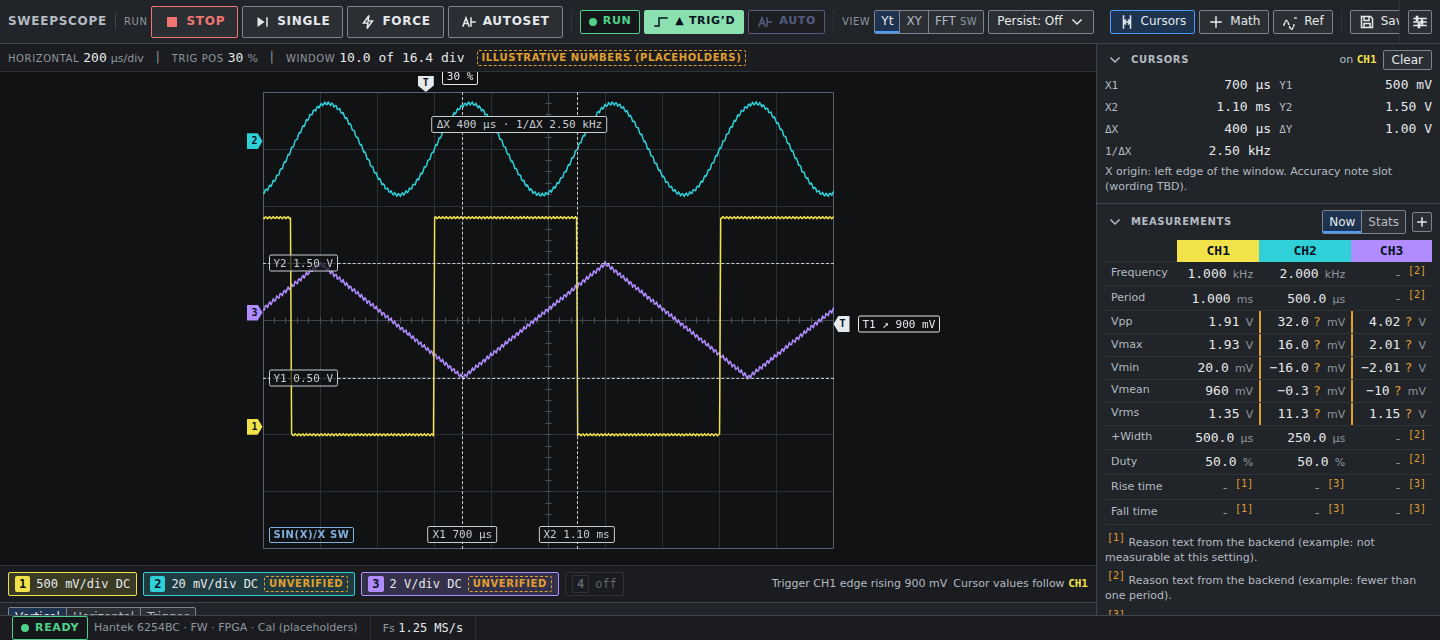 SWEEPSCOPE RUN STOP SINGLE FORCE AUTOSET RUN ▲ TRIG’D AUTO VIEW Yt XY FFT SW Persist: Off Cursors Math Ref
HORIZONTAL 200 µs/div | TRIG POS 30 % | WINDOW 10.0 of 16.4 div ILLUSTRATIVE NUMBERS (PLACEHOLDERS)
T 30 %
2
ΔX 400 µs · 1/ΔX 2.50 kHz
Y2 1.50 V
3
T T1 ↗ 900 mV
Y1 0.50 V
1
SIN(X)/X SW X1 700 µs X2 1.10 ms
1 500 mV/div DC 2 20 mV/div DC UNVERIFIED 3 2 V/div DC UNVERIFIED 4 off Trigger CH1 edge rising 900 mV Cursor values follow CH1
Vertical Horizontal Trigger
CURSORS on CH1 Clear
X1 700 µs Y1 500 mV
X2 1.10 ms Y2 1.50 V
ΔX 400 µs ΔY 1.00 V
1/ΔX 2.50 kHz
X origin: left edge of the window. Accuracy note slot
(wording TBD).
MEASUREMENTS Now Stats +
CH1 CH2 CH3
Frequency 1.000 kHz 2.000 kHz - [2]
Period 1.000 ms 500.0 µs - [2]
Vpp 1.91 V 32.0 ? mV 4.02 ? V
Vmax 1.93 V 16.0 ? mV 2.01 ? V
Vmin 20.0 mV −16.0 ? mV −2.01 ? V
Vmean 960 mV −0.3 ? mV −10 ? mV
Vrms 1.35 V 11.3 ? mV 1.15 ? V
+Width 500.0 µs 250.0 µs - [2]
Duty 50.0 % 50.0 % - [2]
Rise time - [1] - [3] - [3]
Fall time - [1] - [3] - [3]
[1] Reason text from the backend (example: not
measurable at this setting).
[2] Reason text from the backend (example: fewer than
one period).
[3]
READY Hantek 6254BC · FW · FPGA · Cal (placeholders) Fs 1.25 MS/s